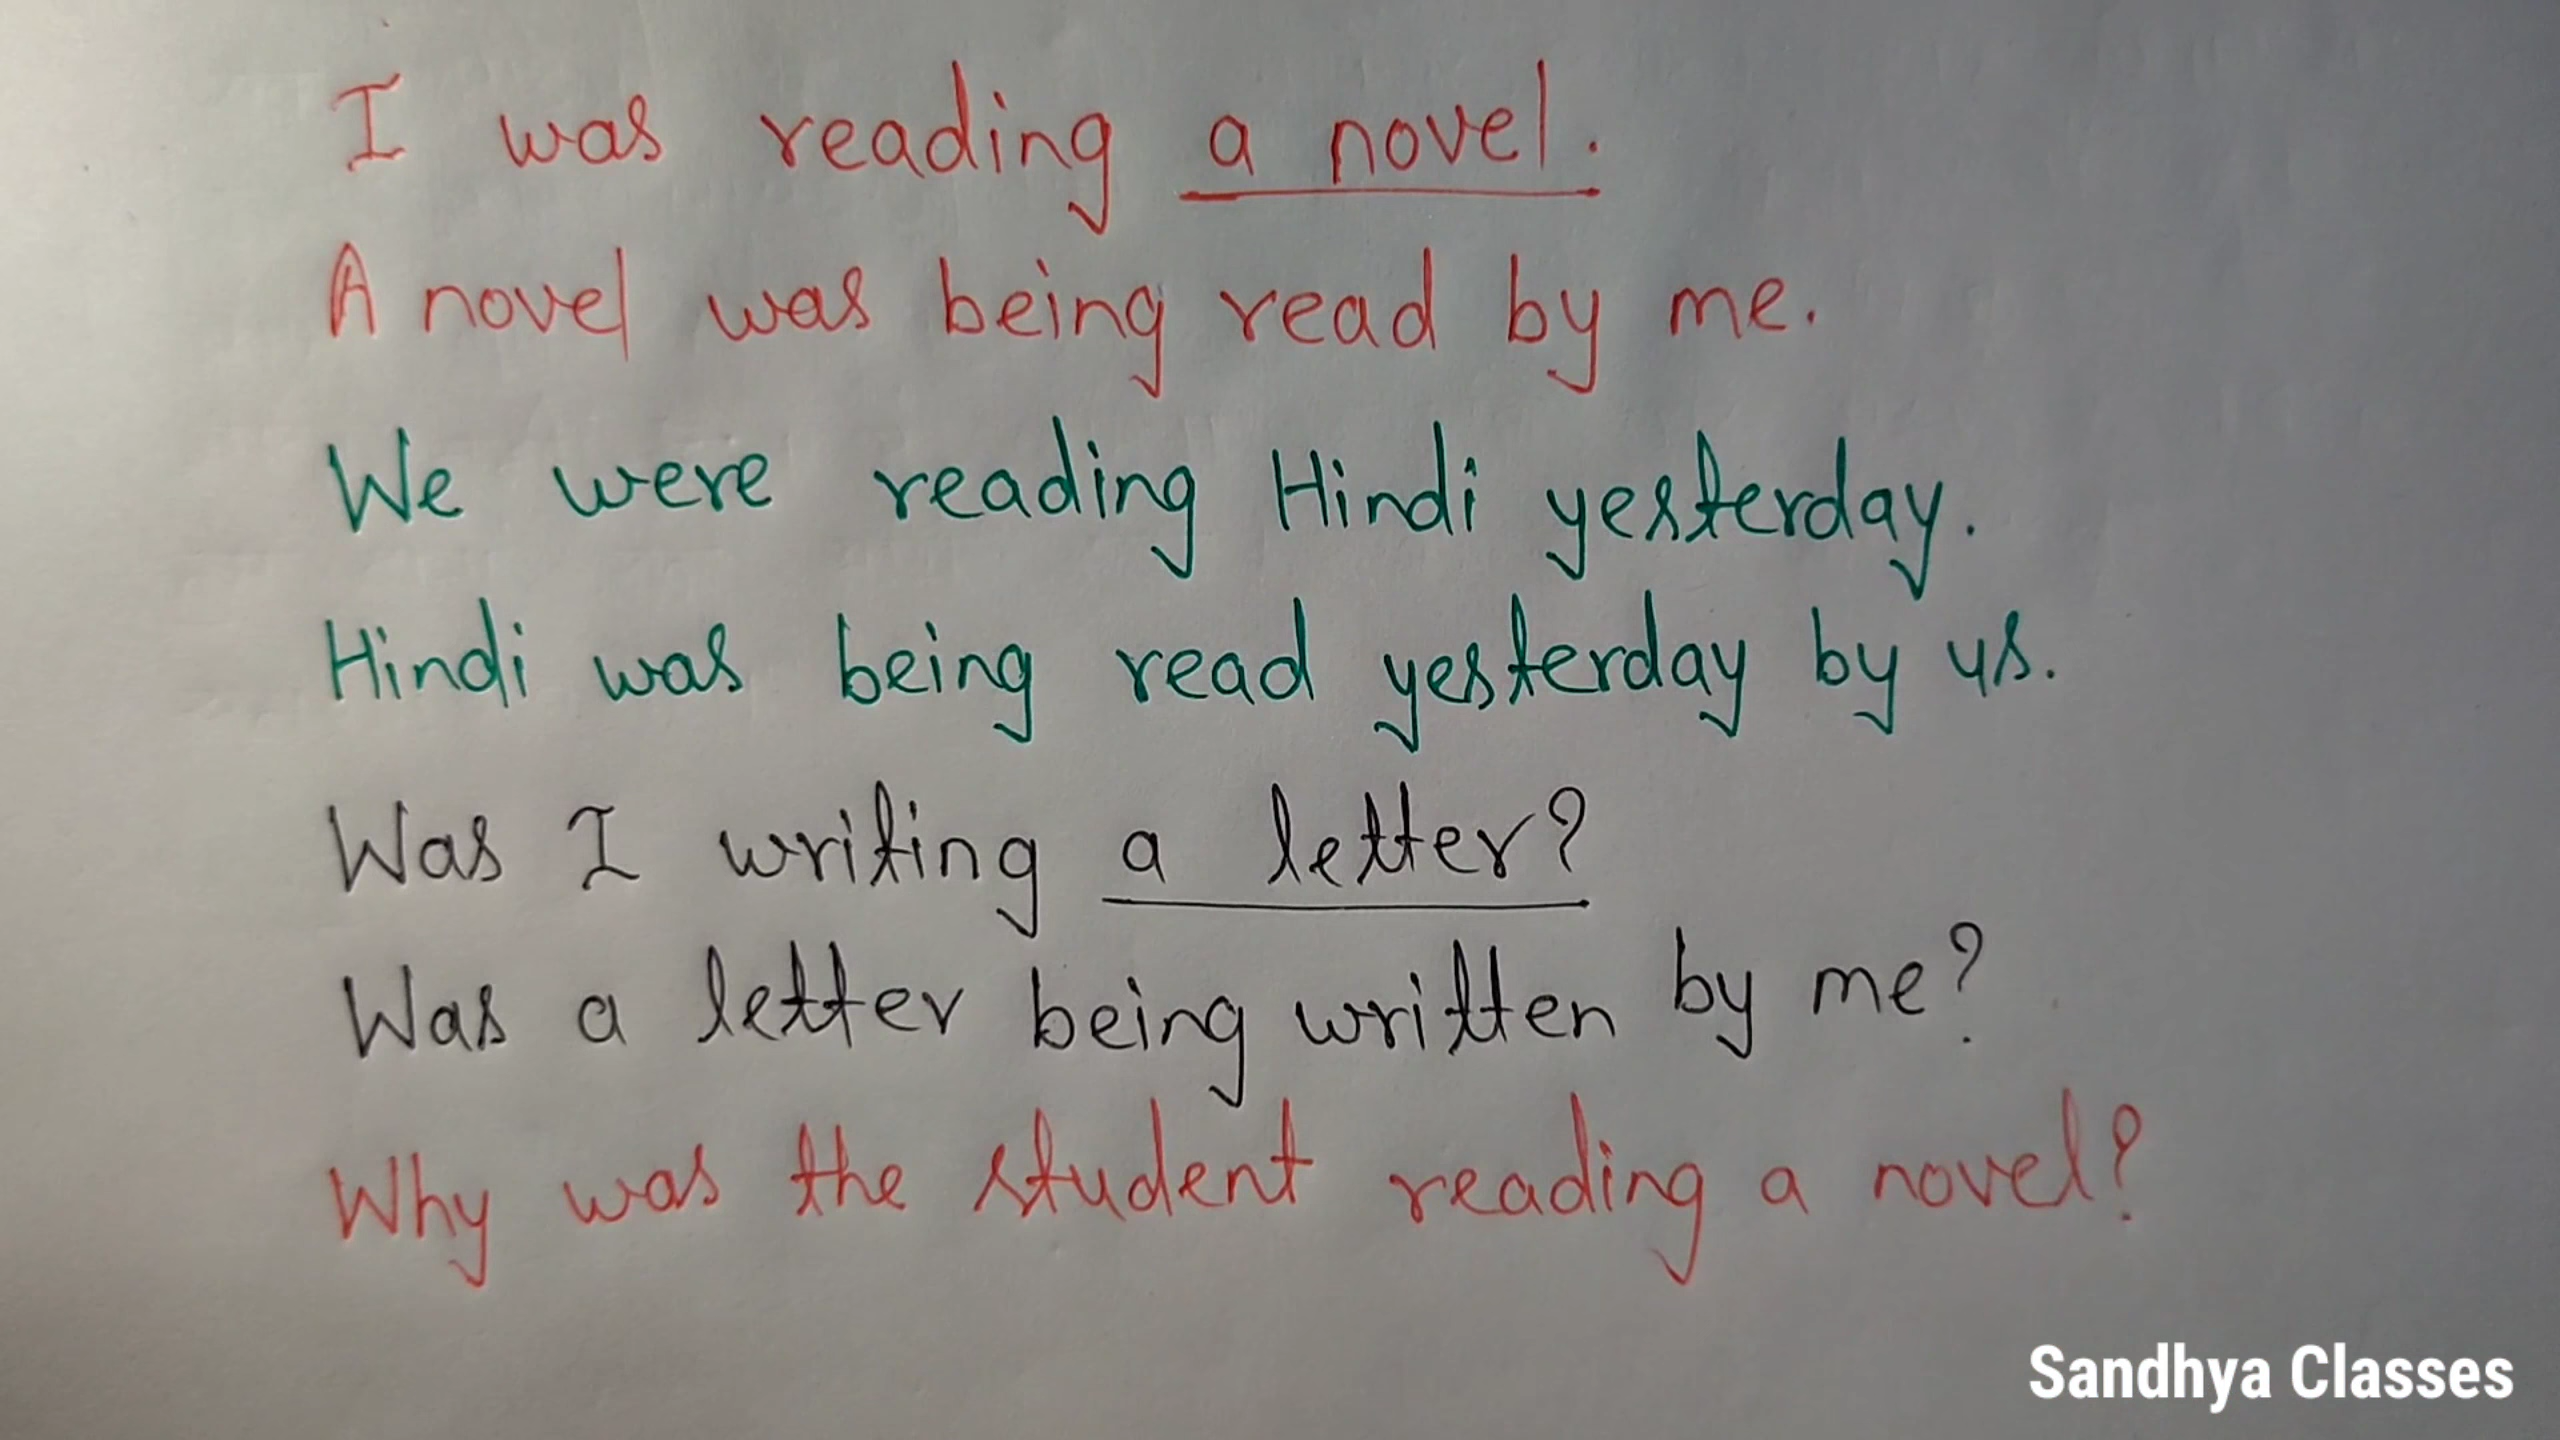 I was reading a novel.
A novel was being read by me.
We were reading Hindi yesterday.
Hindi was being read yesterday by us.
Was I writing a letter?
Was a letter being written by me?
Why was the student reading a novel?
Sandhya Classes